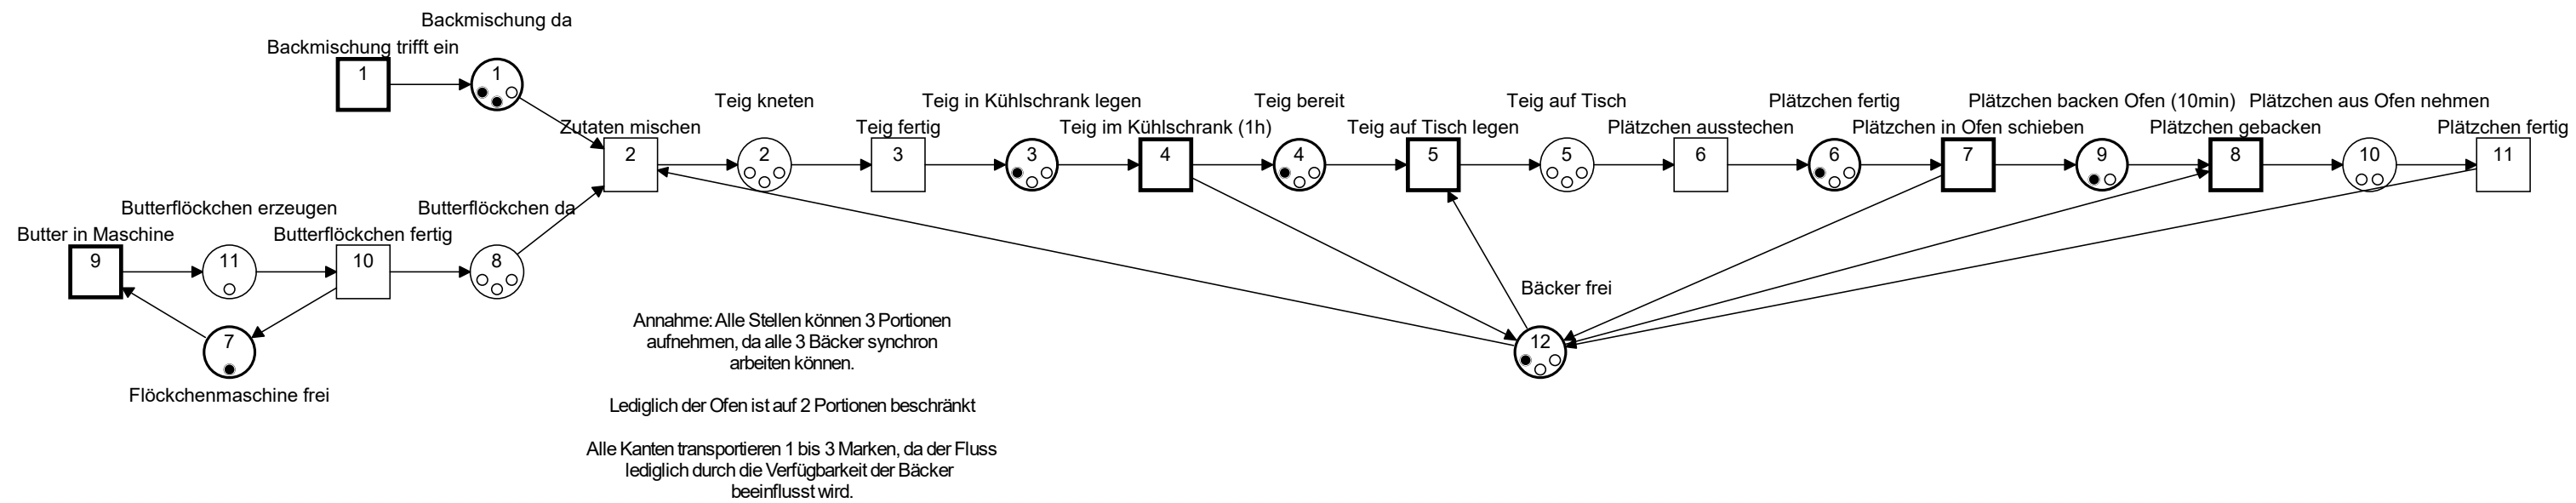 Backmischung da
Backmischung trifft ein
1
1
Teig kneten
Teig in Kühlschrank legen
Teig bereit
Teig auf Tisch
Plätzchen fertig
Plätzchen backen Ofen (10min)
Plätzchen aus Ofen nehmen
Zutaten mischen
Teig fertig
Teig im Kühlschrank (1h)
Teig auf Tisch legen
Plätzchen ausstechen
Plätzchen in Ofen schieben
Plätzchen gebacken
Plätzchen fertig
2
2
3
3
4
4
5
5
6
6
7
9
8
10
11
Butterflöckchen erzeugen
Butterflöckchen da
Butter in Maschine
Butterflöckchen fertig
9
11
10
8
Bäcker frei
7
12
Flöckchenmaschine frei
Annahme: Alle Stellen können 3 Portionen
aufnehmen, da alle 3 Bäcker synchron
arbeiten können.
Lediglich der Ofen ist auf 2 Portionen beschränkt
Alle Kanten transportieren 1 bis 3 Marken, da der Fluss
lediglich durch die Verfügbarkeit der Bäcker
beeinflusst wird.